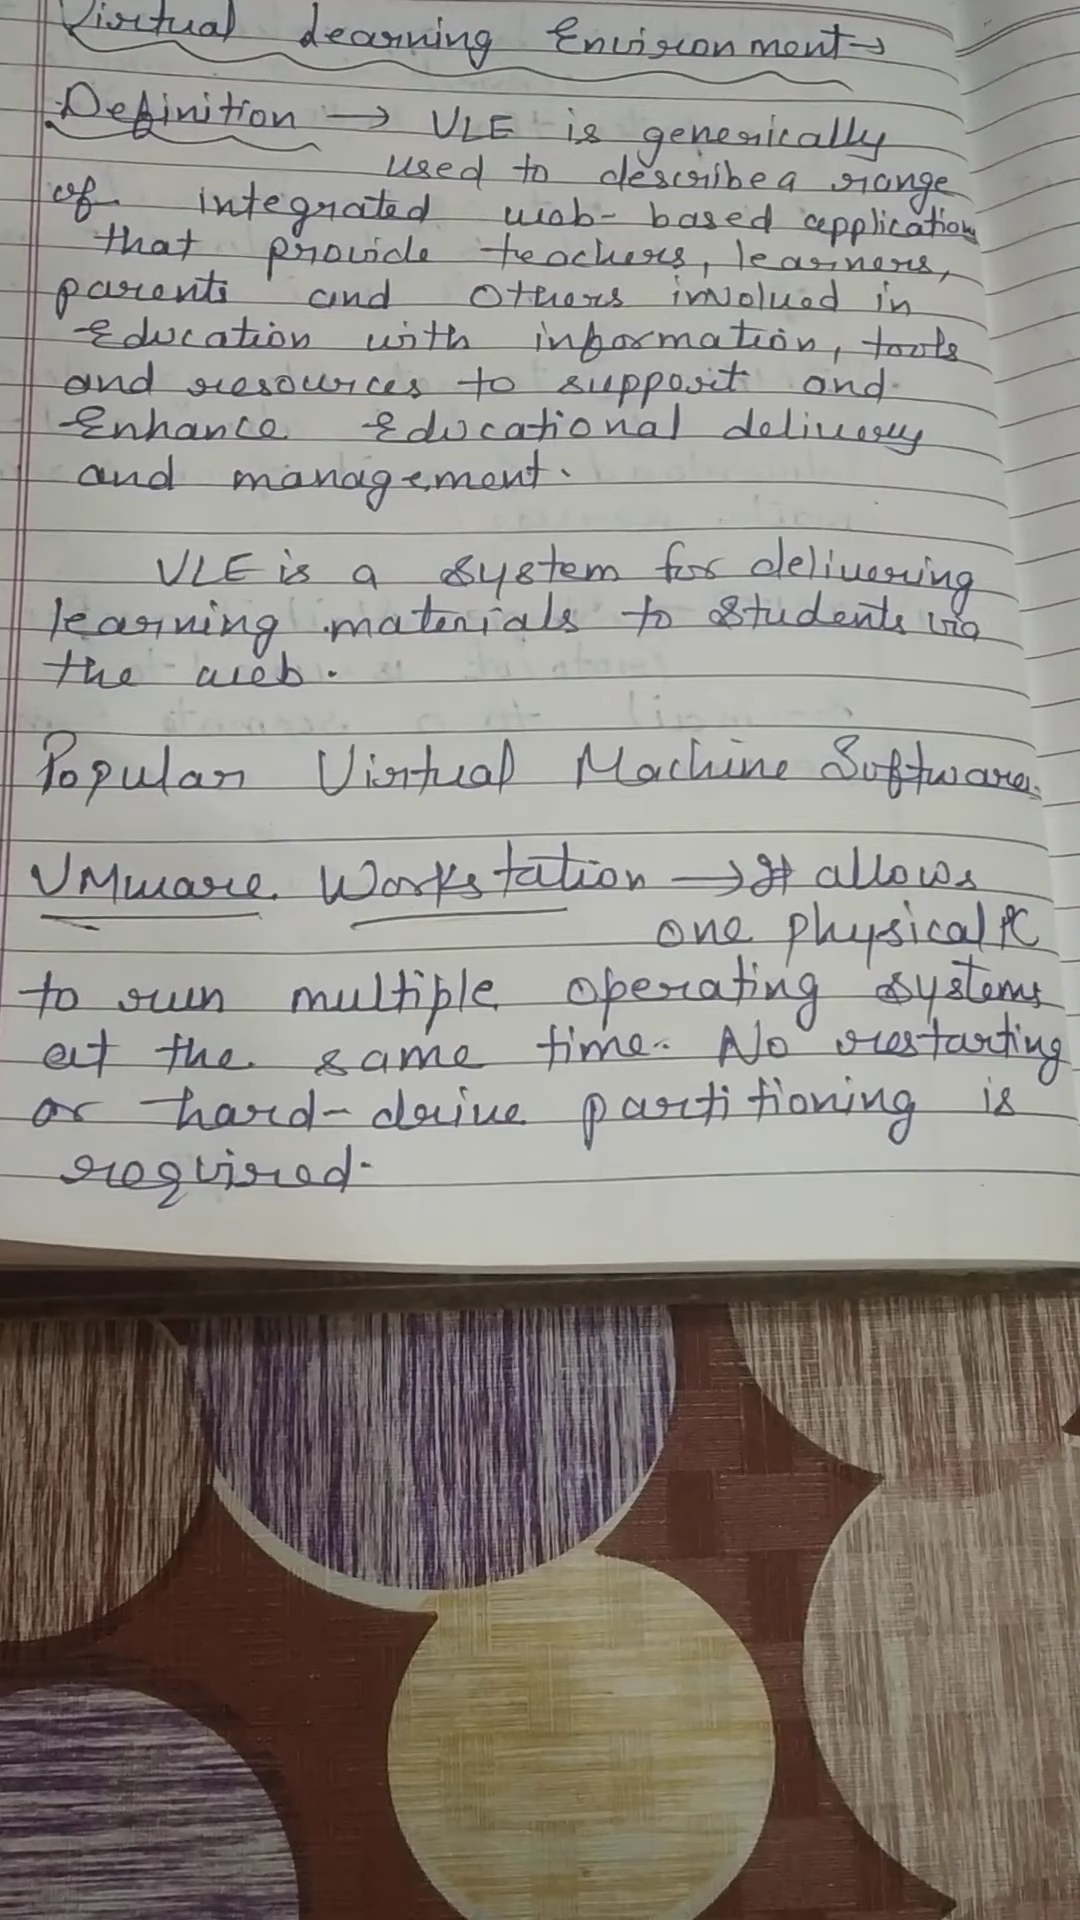 Virtual Learning Environment →
Definition → VLE is generically
used to describe a range
of integrated web-based application
that provide teachers, learners,
parents and others involved in
Education with information, tools
and resources to support and
Enhance Educational delivery
and management.
VLE is a system for delivering
learning materials to students via
the web.
Popular Virtual Machine Software.
VMware Workstation → It allows
one physical PC
to run multiple operating systems
at the same time. No restarting
or hard-drive partitioning is
required.